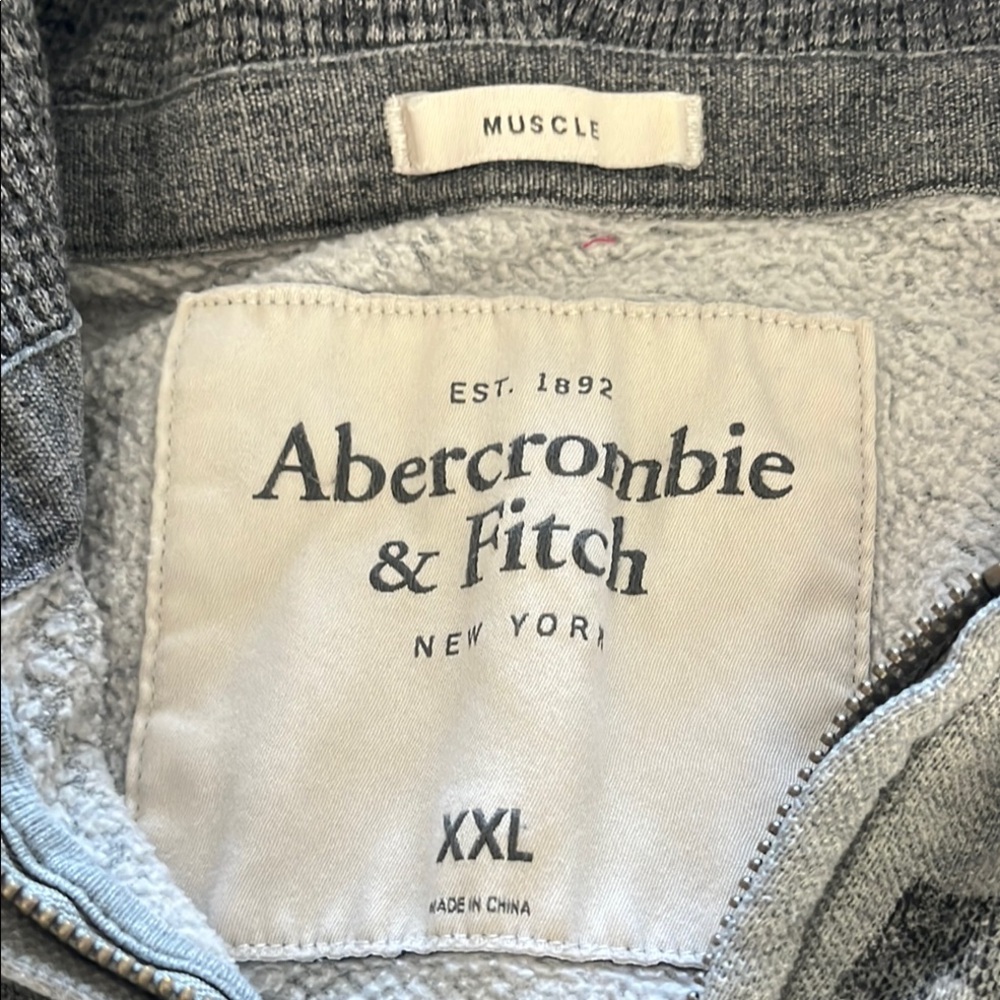 MUSCLE
EST. 1892
Abercrombie
& Fitch
NEW YORK
XXL
MADE IN CHINA